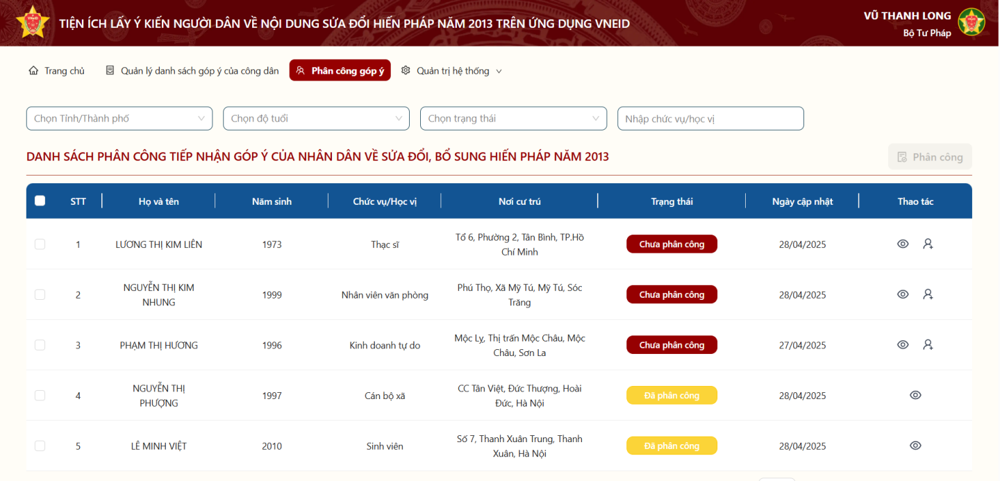 TIỆN ÍCH LẤY Ý KIẾN NGƯỜI DÂN VỀ NỘI DUNG SỬA ĐỔI HIẾN PHÁP NĂM 2013 TRÊN ỨNG DỤNG VNEID
VŨ THANH LONG
Bộ Tư Pháp
Trang chủ Quản lý danh sách góp ý của công dân Phân công góp ý Quản trị hệ thống
Chọn Tỉnh/Thành phố Chọn độ tuổi Chọn trạng thái Nhập chức vụ/học vị
DANH SÁCH PHÂN CÔNG TIẾP NHẬN GÓP Ý CỦA NHÂN DÂN VỀ SỬA ĐỔI, BỔ SUNG HIẾN PHÁP NĂM 2013 Phân công
STT Họ và tên Năm sinh Chức vụ/Học vị Nơi cư trú Trạng thái Ngày cập nhật Thao tác
1 LƯƠNG THỊ KIM LIÊN 1973 Thạc sĩ Tổ 6, Phường 2, Tân Bình, TP.Hồ Chưa phân công 28/04/2025
Chí Minh
2 NGUYỄN THỊ KIM 1999 Nhân viên văn phòng Phú Thọ, Xã Mỹ Tú, Mỹ Tú, Sóc Chưa phân công 28/04/2025
NHUNG Trăng
3 PHẠM THỊ HƯƠNG 1996 Kinh doanh tự do Mộc Lỵ, Thị trấn Mộc Châu, Mộc Chưa phân công 27/04/2025
Châu, Sơn La
4 NGUYỄN THỊ 1997 Cán bộ xã CC Tân Việt, Đức Thượng, Hoài Đã phân công 28/04/2025
PHƯỢNG Đức, Hà Nội
5 LÊ MINH VIỆT 2010 Sinh viên Số 7, Thanh Xuân Trung, Thanh Đã phân công 28/04/2025
Xuân, Hà Nội